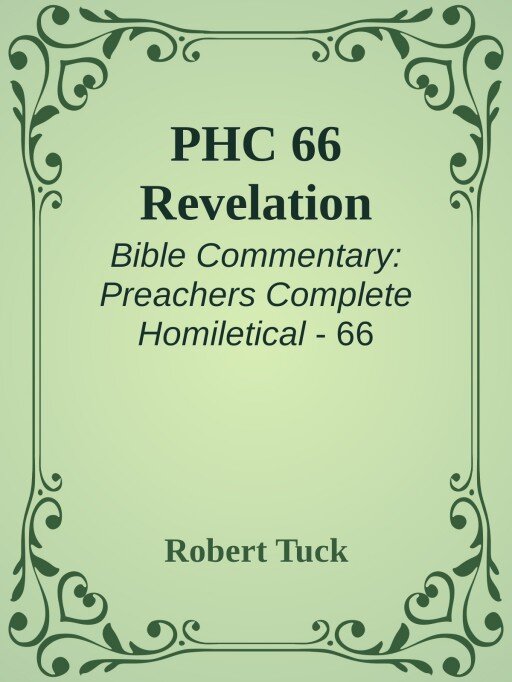 PHC 66
Revelation
Bible Commentary:
Preachers Complete
Homiletical - 66
Robert Tuck